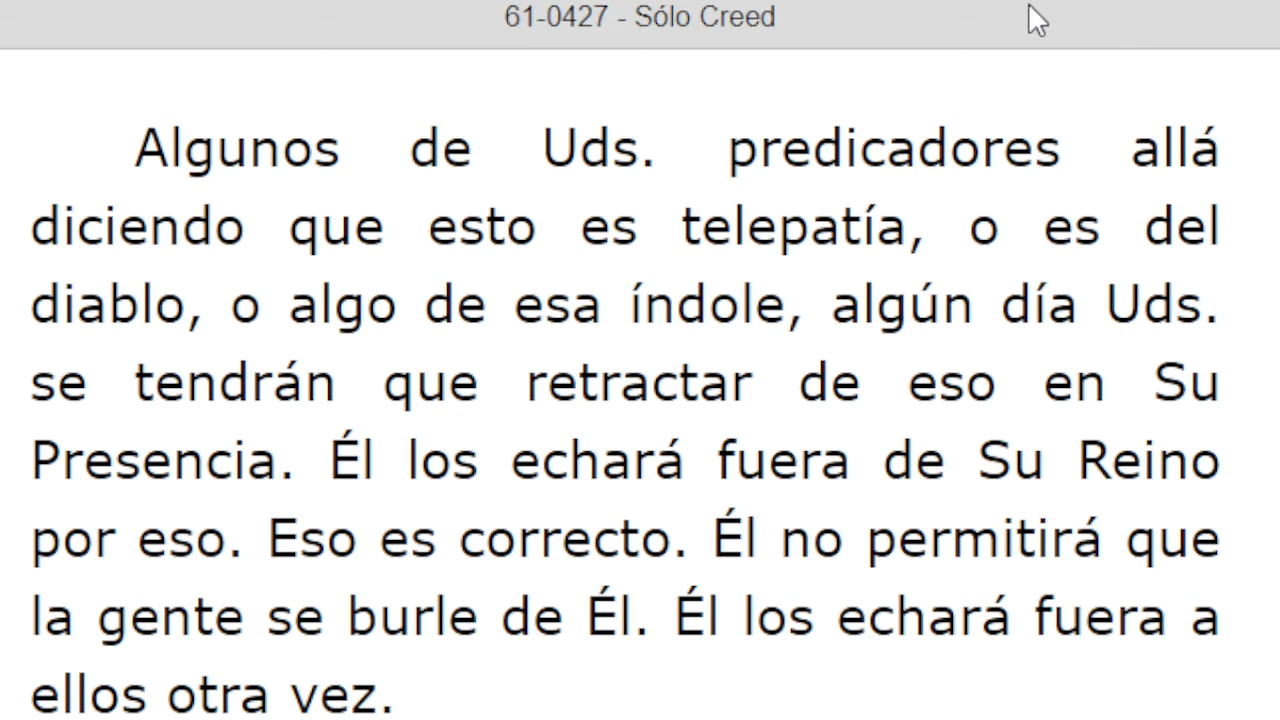 61-0427 - Sólo Creed
Algunos de Uds. predicadores allá
diciendo que esto es telepatía, o es del
diablo, o algo de esa índole, algún día Uds.
se tendrán que retractar de eso en Su
Presencia. Él los echará fuera de Su Reino
por eso. Eso es correcto. Él no permitirá que
la gente se burle de Él. Él los echará fuera a
ellos otra vez.